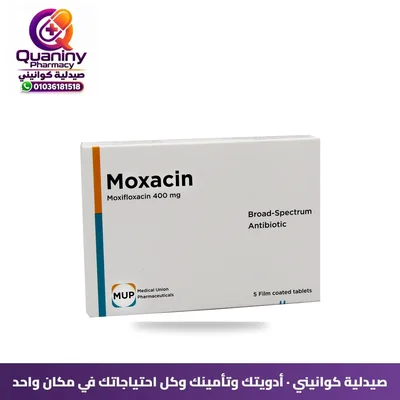 Quaniny
Pharmacy
صيدلية كوانيني
01036181518
Moxacin
Moxifloxacin 400 mg
Broad-Spectrum
Antibiotic
MUP
Medical Union
Pharmaceuticals
5 Film coated tablets
صيدلية كوانيني · أدويتك وتأمينك وكل احتياجاتك في مكان واحد